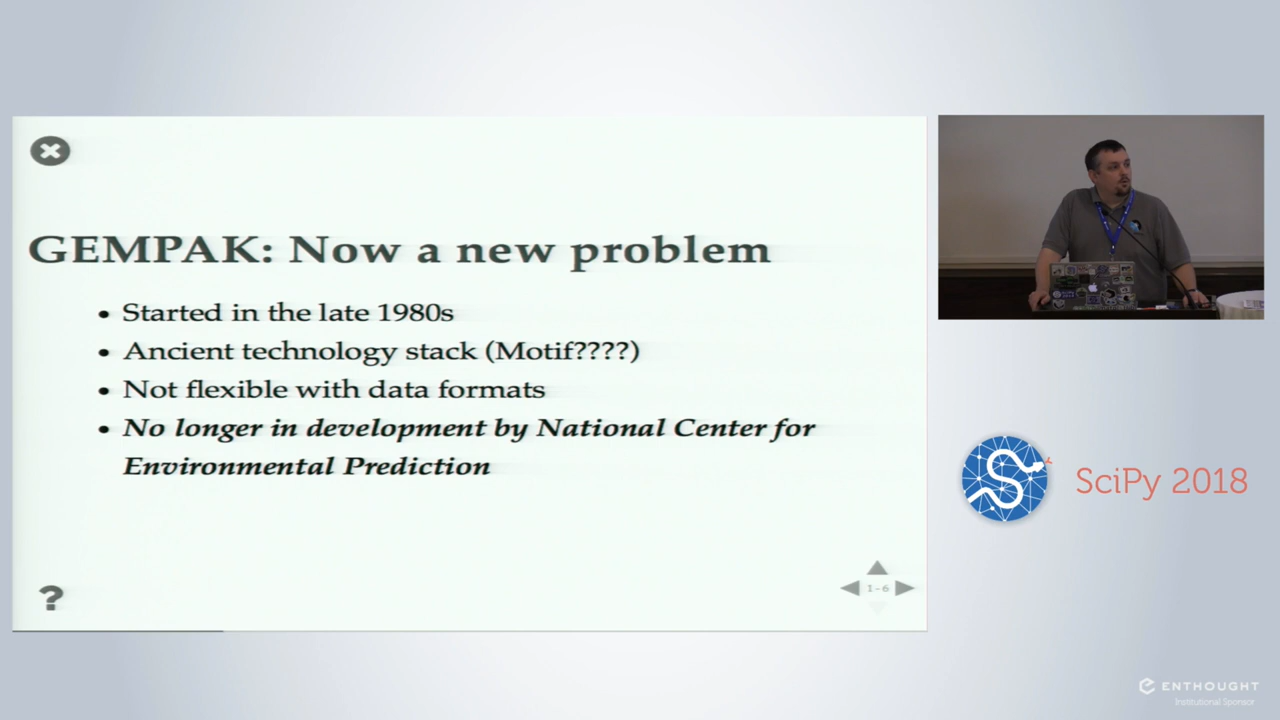 GEMPAK: Now a new problem
• Started in the late 1980s
• Ancient technology stack (Motif????)
• Not flexible with data formats
• No longer in development by National Center for
Environmental Prediction
?
1-6
SciPy 2018
ENTHOUGHT
Institutional Sponsor